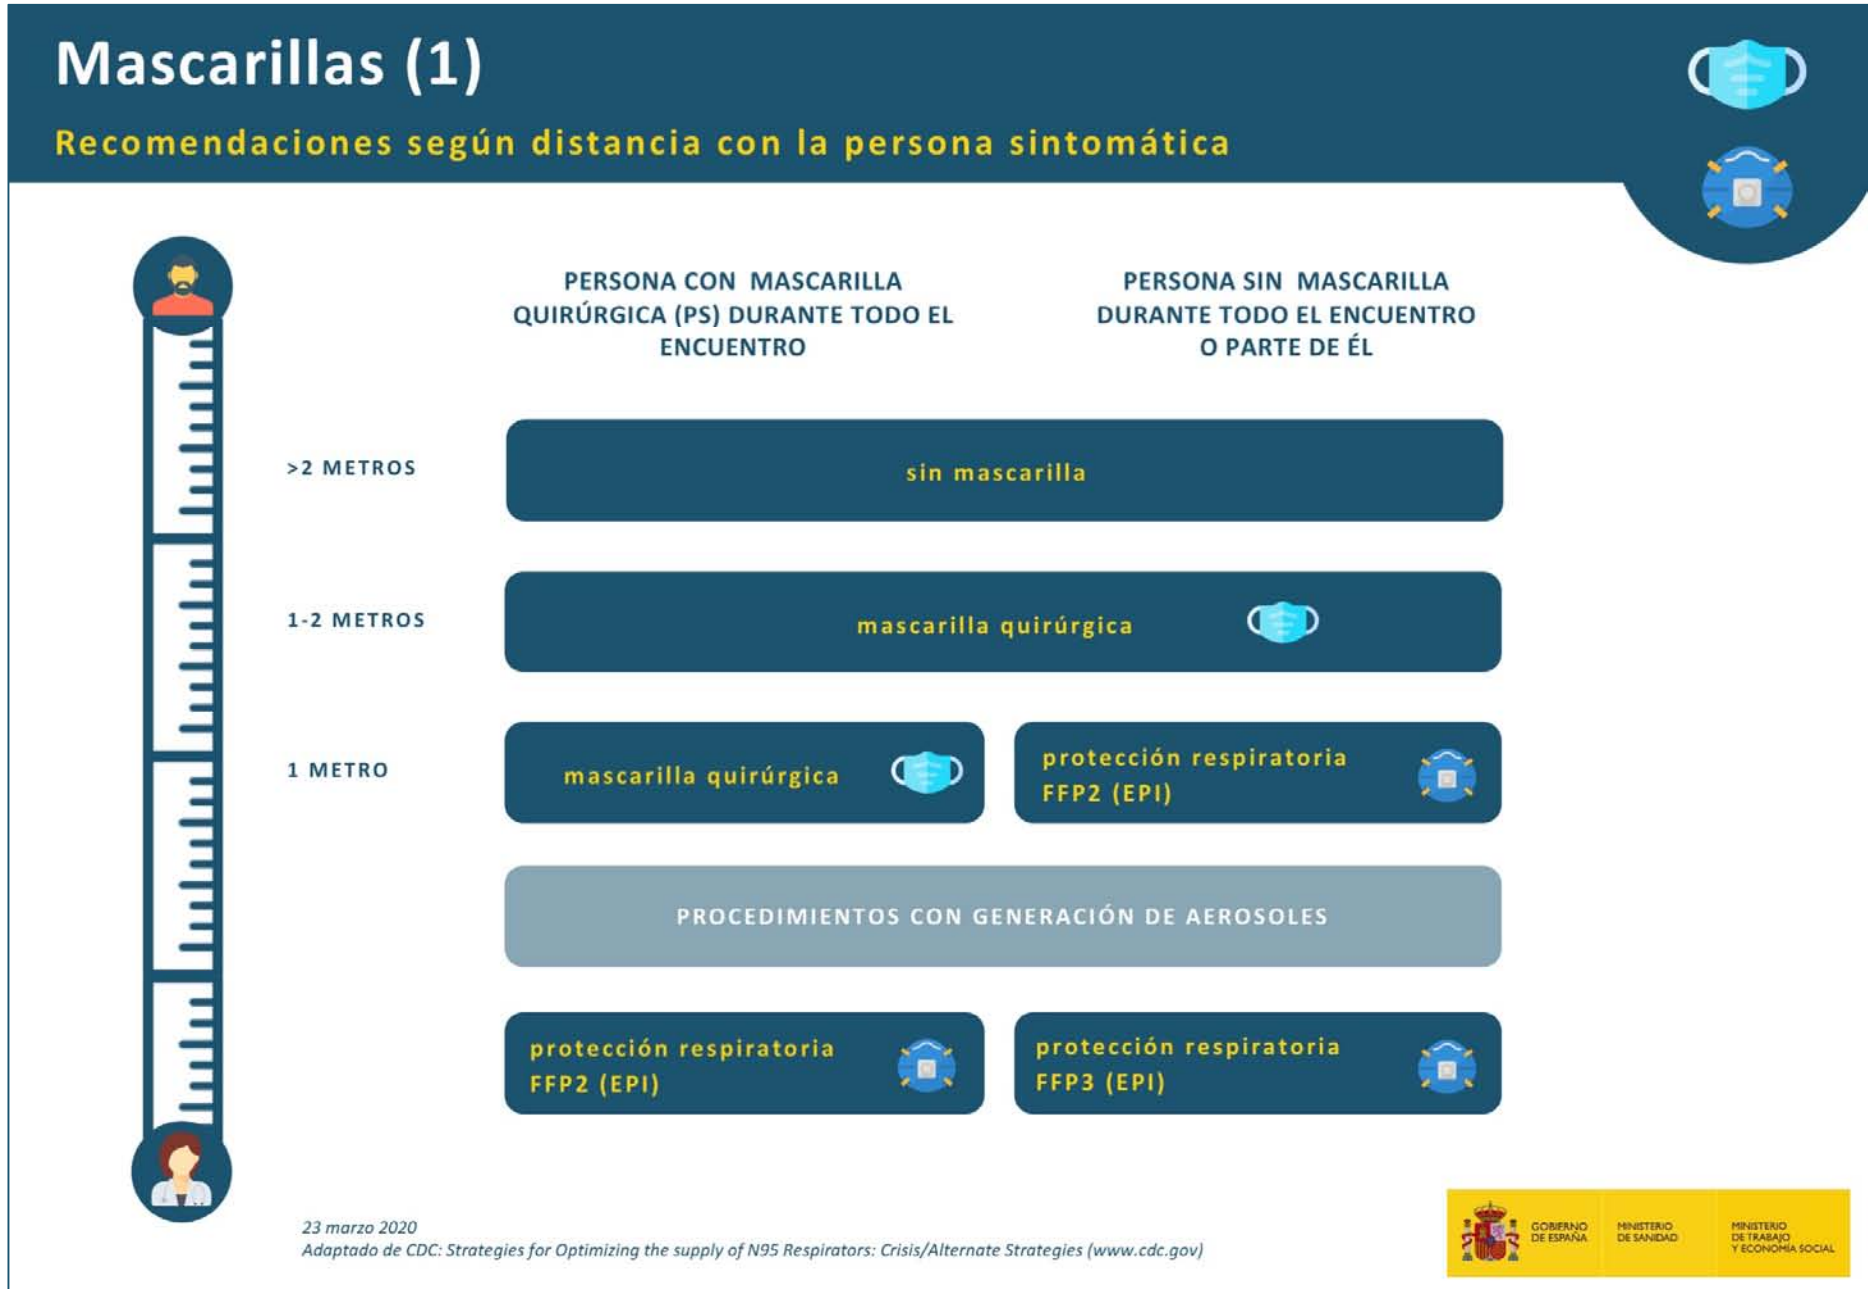 Mascarillas (1)
Recomendaciones según distancia con la persona sintomática
PERSONA CON MASCARILLA
QUIRÚRGICA (PS) DURANTE TODO EL
ENCUENTRO
PERSONA SIN MASCARILLA
DURANTE TODO EL ENCUENTRO
O PARTE DE ÉL
>2 METROS
sin mascarilla
1-2 METROS
mascarilla quirúrgica
1 METRO
mascarilla quirúrgica
protección respiratoria
FFP2 (EPI)
PROCEDIMIENTOS CON GENERACIÓN DE AEROSOLES
protección respiratoria
FFP2 (EPI)
protección respiratoria
FFP3 (EPI)
23 marzo 2020
Adaptado de CDC: Strategies for Optimizing the supply of N95 Respirators: Crisis/Alternate Strategies (www.cdc.gov)
GOBIERNO
DE ESPAÑA
MINISTERIO
DE SANIDAD
MINISTERIO
DE TRABAJO
Y ECONOMÍA SOCIAL